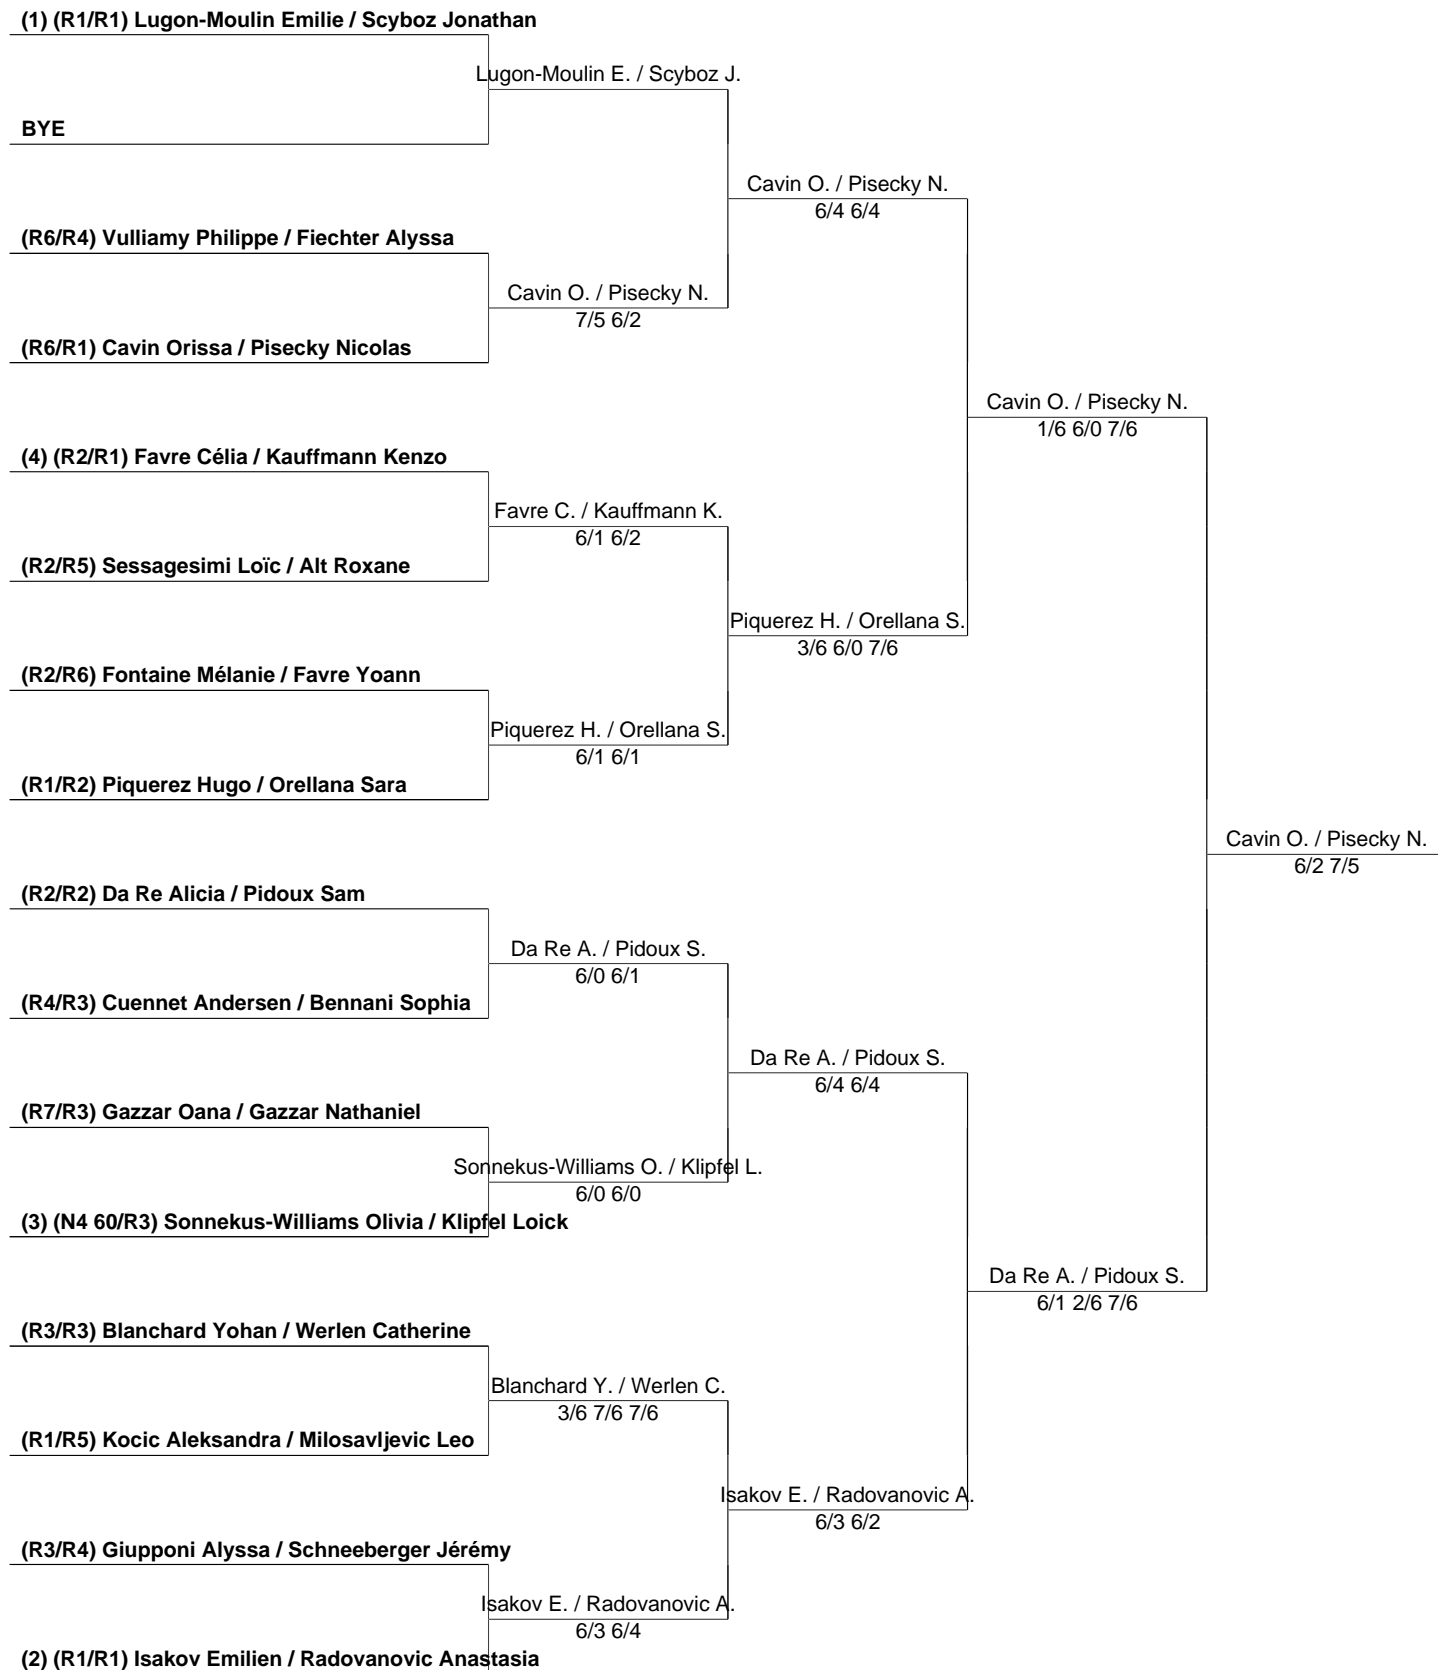 (1) (R1/R1) Lugon-Moulin Emilie / Scyboz Jonathan
Lugon-Moulin E. / Scyboz J.
BYE
Cavin O. / Pisecky N.
6/4 6/4
(R6/R4) Vulliamy Philippe / Fiechter Alyssa
Cavin O. / Pisecky N.
7/5 6/2
(R6/R1) Cavin Orissa / Pisecky Nicolas
Cavin O. / Pisecky N.
1/6 6/0 7/6
(4) (R2/R1) Favre Célia / Kauffmann Kenzo
Favre C. / Kauffmann K.
6/1 6/2
(R2/R5) Sessagesimi Loïc / Alt Roxane
Piquerez H. / Orellana S.
3/6 6/0 7/6
(R2/R6) Fontaine Mélanie / Favre Yoann
Piquerez H. / Orellana S.
6/1 6/1
(R1/R2) Piquerez Hugo / Orellana Sara
Cavin O. / Pisecky N.
6/2 7/5
(R2/R2) Da Re Alicia / Pidoux Sam
Da Re A. / Pidoux S.
6/0 6/1
(R4/R3) Cuennet Andersen / Bennani Sophia
Da Re A. / Pidoux S.
6/4 6/4
(R7/R3) Gazzar Oana / Gazzar Nathaniel
Sonnekus-Williams O. / Klipfel L.
6/0 6/0
(3) (N4 60/R3) Sonnekus-Williams Olivia / Klipfel Loick
Da Re A. / Pidoux S.
6/1 2/6 7/6
(R3/R3) Blanchard Yohan / Werlen Catherine
Blanchard Y. / Werlen C.
3/6 7/6 7/6
(R1/R5) Kocic Aleksandra / Milosavljevic Leo
Isakov E. / Radovanovic A.
6/3 6/2
(R3/R4) Giupponi Alyssa / Schneeberger Jérémy
Isakov E. / Radovanovic A.
6/3 6/4
(2) (R1/R1) Isakov Emilien / Radovanovic Anastasia